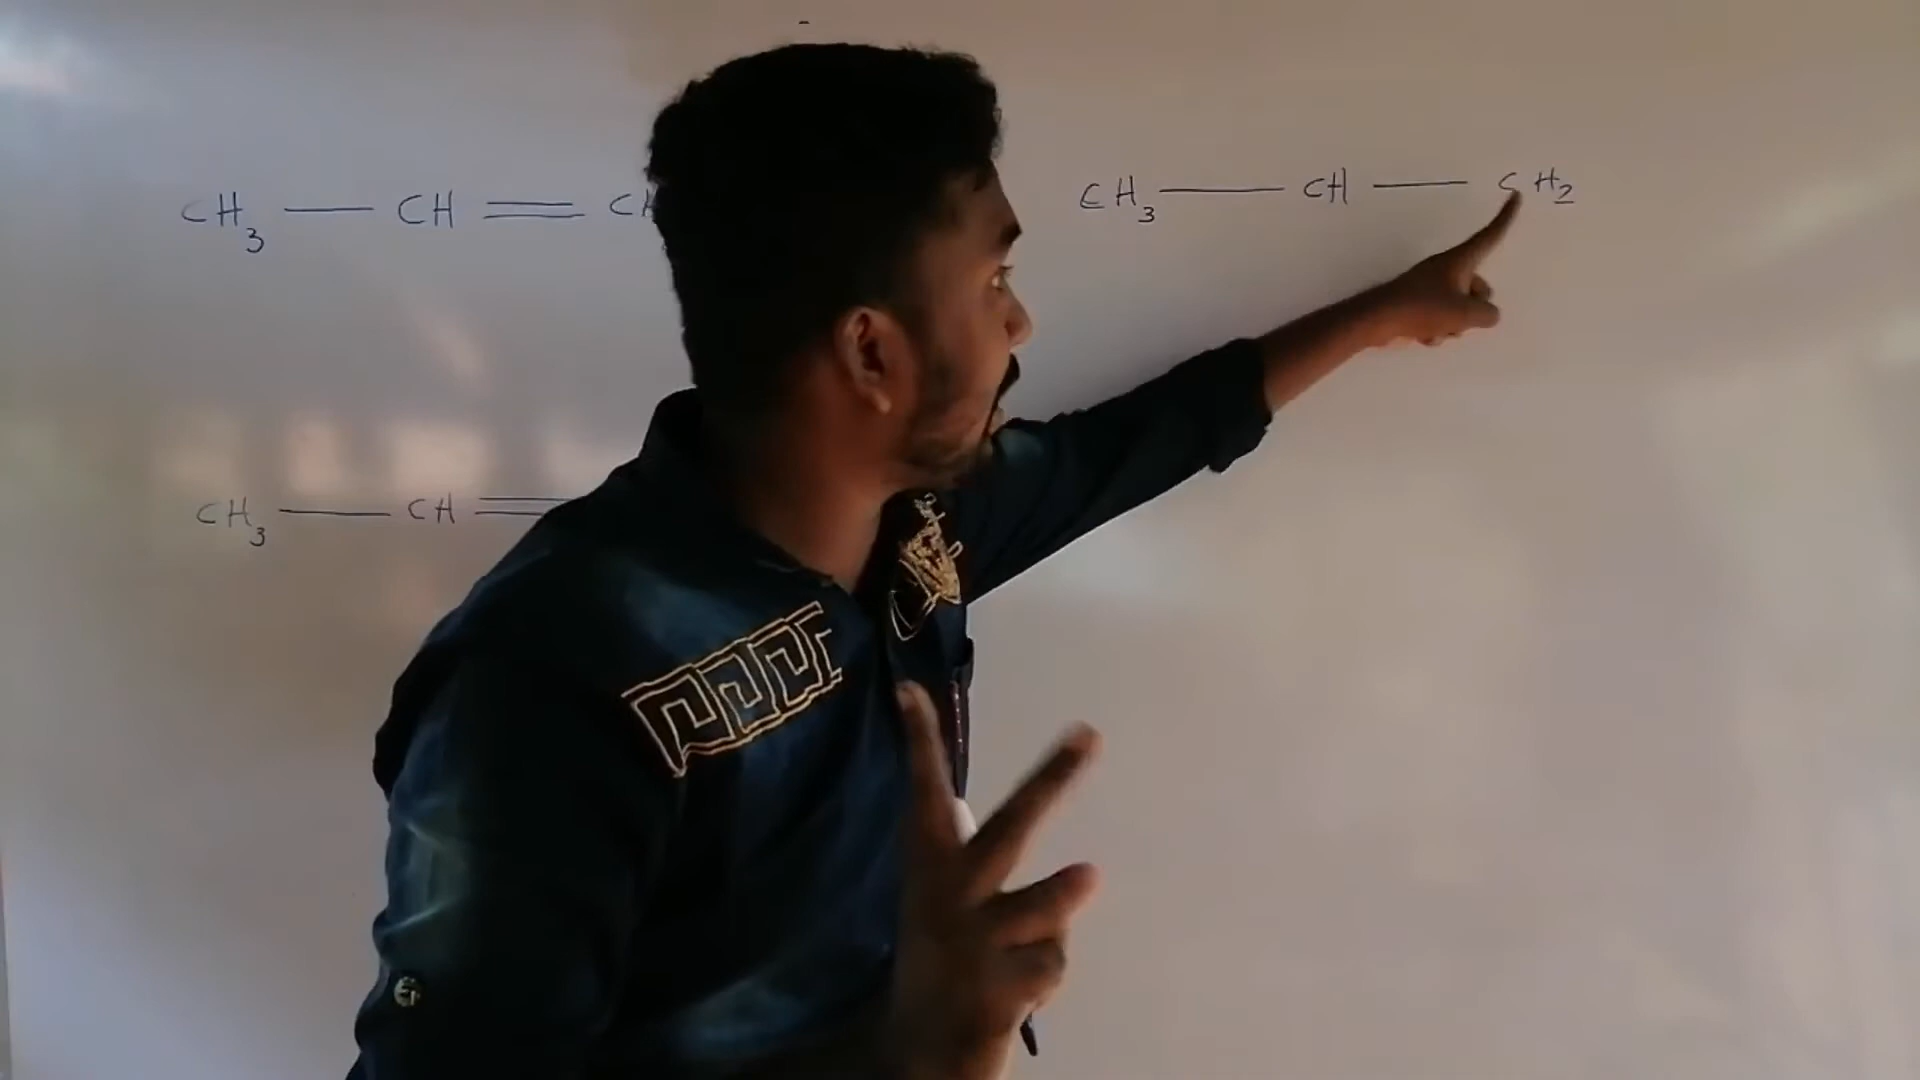 CH3 — CH = CH
CH3 — CH — CH2
CH3 — CH =